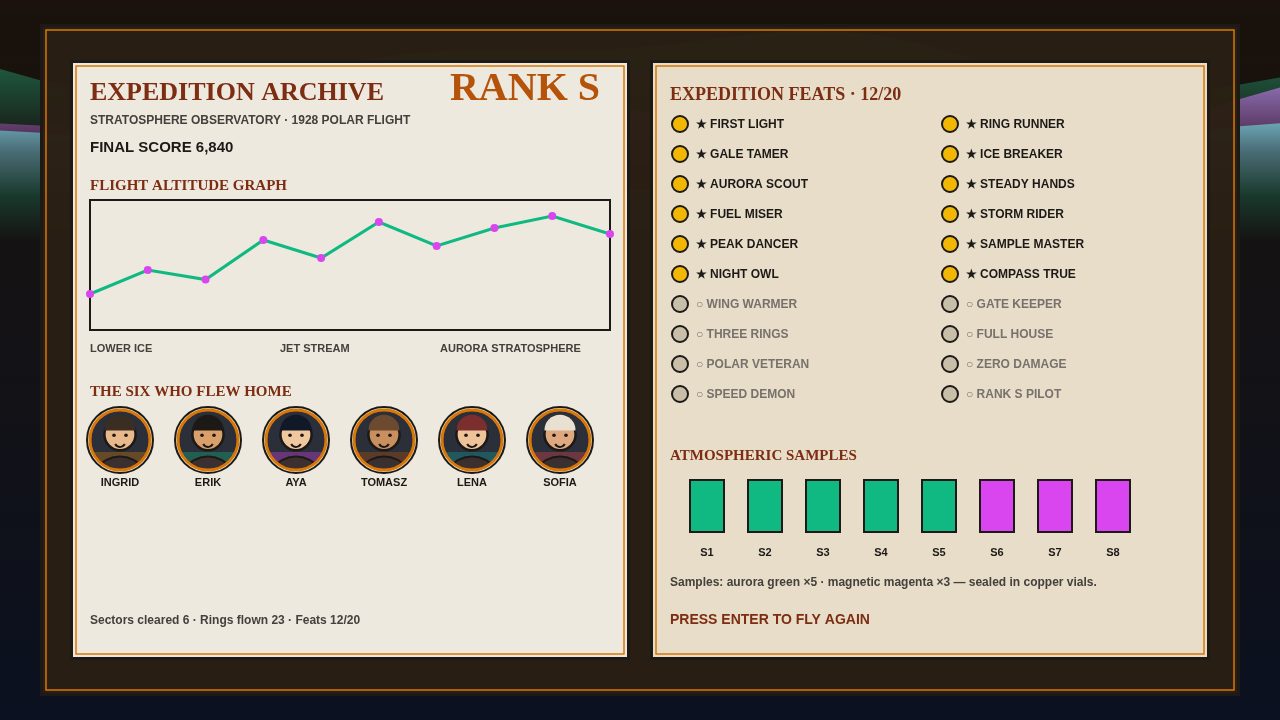 EXPEDITION ARCHIVE
RANK S
STRATOSPHERE OBSERVATORY · 1928 POLAR FLIGHT
FINAL SCORE 6,840
FLIGHT ALTITUDE GRAPH
LOWER ICE
JET STREAM
AURORA STRATOSPHERE
THE SIX WHO FLEW HOME
INGRID
ERIK
AYA
TOMASZ
LENA
SOFIA
Sectors cleared 6 · Rings flown 23 · Feats 12/20
EXPEDITION FEATS · 12/20
★ FIRST LIGHT
★ RING RUNNER
★ GALE TAMER
★ ICE BREAKER
★ AURORA SCOUT
★ STEADY HANDS
★ FUEL MISER
★ STORM RIDER
★ PEAK DANCER
★ SAMPLE MASTER
★ NIGHT OWL
★ COMPASS TRUE
○ WING WARMER
○ GATE KEEPER
○ THREE RINGS
○ FULL HOUSE
○ POLAR VETERAN
○ ZERO DAMAGE
○ SPEED DEMON
○ RANK S PILOT
ATMOSPHERIC SAMPLES
S1
S2
S3
S4
S5
S6
S7
S8
Samples: aurora green ×5 · magnetic magenta ×3 — sealed in copper vials.
PRESS ENTER TO FLY AGAIN